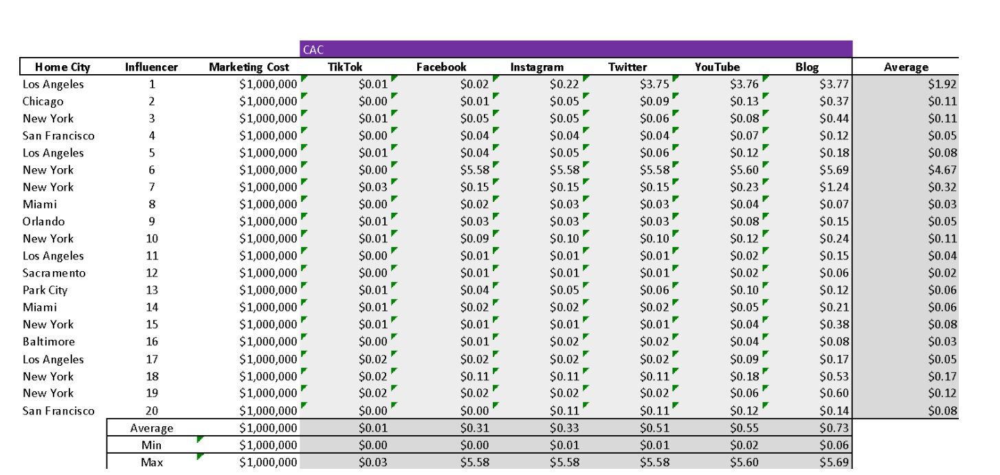 CAC
Home City Influencer Marketing Cost TikTok Facebook Instagram Twitter YouTube Blog Average
Los Angeles 1 $1,000,000 $0.01 $0.02 $0.22 $3.75 $3.76 $3.77 $1.92
Chicago 2 $1,000,000 $0.00 $0.01 $0.05 $0.09 $0.13 $0.37 $0.11
New York 3 $1,000,000 $0.01 $0.05 $0.05 $0.06 $0.08 $0.44 $0.11
San Francisco 4 $1,000,000 $0.00 $0.04 $0.04 $0.04 $0.07 $0.12 $0.05
Los Angeles 5 $1,000,000 $0.01 $0.04 $0.05 $0.06 $0.12 $0.18 $0.08
New York 6 $1,000,000 $0.00 $5.58 $5.58 $5.58 $5.60 $5.69 $4.67
New York 7 $1,000,000 $0.03 $0.15 $0.15 $0.15 $0.23 $1.24 $0.32
Miami 8 $1,000,000 $0.00 $0.02 $0.03 $0.03 $0.04 $0.07 $0.03
Orlando 9 $1,000,000 $0.01 $0.03 $0.03 $0.03 $0.08 $0.15 $0.05
New York 10 $1,000,000 $0.01 $0.09 $0.10 $0.10 $0.12 $0.24 $0.11
Los Angeles 11 $1,000,000 $0.00 $0.01 $0.01 $0.01 $0.02 $0.15 $0.04
Sacramento 12 $1,000,000 $0.00 $0.01 $0.01 $0.01 $0.02 $0.06 $0.02
Park City 13 $1,000,000 $0.01 $0.04 $0.05 $0.06 $0.10 $0.12 $0.06
Miami 14 $1,000,000 $0.01 $0.02 $0.02 $0.02 $0.05 $0.21 $0.06
New York 15 $1,000,000 $0.01 $0.01 $0.01 $0.01 $0.04 $0.38 $0.08
Baltimore 16 $1,000,000 $0.00 $0.01 $0.02 $0.02 $0.04 $0.08 $0.03
Los Angeles 17 $1,000,000 $0.02 $0.02 $0.02 $0.02 $0.09 $0.17 $0.05
New York 18 $1,000,000 $0.02 $0.11 $0.11 $0.11 $0.18 $0.53 $0.17
New York 19 $1,000,000 $0.02 $0.02 $0.02 $0.02 $0.06 $0.60 $0.12
San Francisco 20 $1,000,000 $0.00 $0.00 $0.11 $0.11 $0.12 $0.14 $0.08
Average $1,000,000 $0.01 $0.31 $0.33 $0.51 $0.55 $0.73
Min $1,000,000 $0.00 $0.00 $0.01 $0.01 $0.02 $0.06
Max $1,000,000 $0.03 $5.58 $5.58 $5.58 $5.60 $5.69